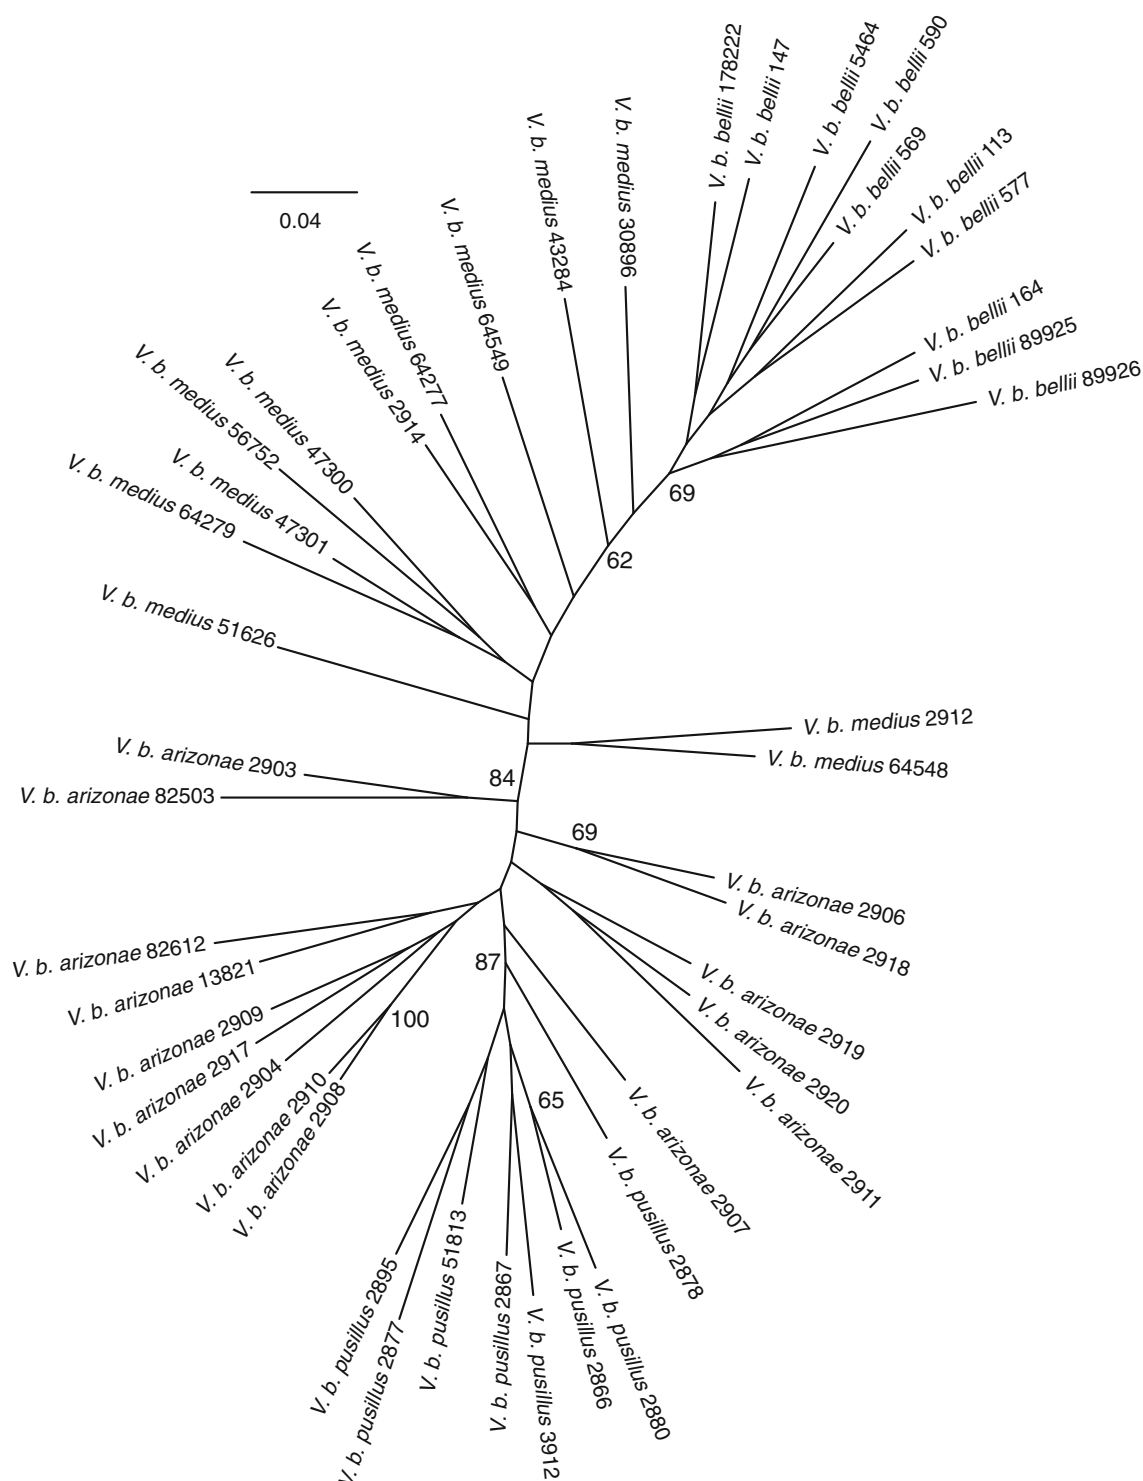 V. b. bellii 178222
V. b. bellii 147
V. b. bellii 5464
V. b. bellii 590
V. b. bellii 569
V. b. bellii 113
V. b. bellii 577
V. b. bellii 164
V. b. bellii 89925
V. b. bellii 89926
69
62
0.04
V. b. medius 30896
V. b. medius 43284
V. b. medius 64549
V. b. medius 64277
V. b. medius 2914
V. b. medius 47300
V. b. medius 56752
V. b. medius 47301
V. b. medius 64279
V. b. medius 51626
V. b. medius 2912
V. b. medius 64548
84
V. b. arizonae 2903
V. b. arizonae 82503
69
V. b. arizonae 2906
V. b. arizonae 2918
V. b. arizonae 2919
V. b. arizonae 2920
V. b. arizonae 2911
V. b. arizonae 82612
V. b. arizonae 13821
V. b. arizonae 2909
V. b. arizonae 2917
V. b. arizonae 2904
V. b. arizonae 2910
V. b. arizonae 2908
100
87
65
V. b. arizonae 2907
V. b. pusillus 2878
V. b. pusillus 2880
V. b. pusillus 2866
V. b. pusillus 3912
V. b. pusillus 2867
V. b. pusillus 51813
V. b. pusillus 2877
V. b. pusillus 2895